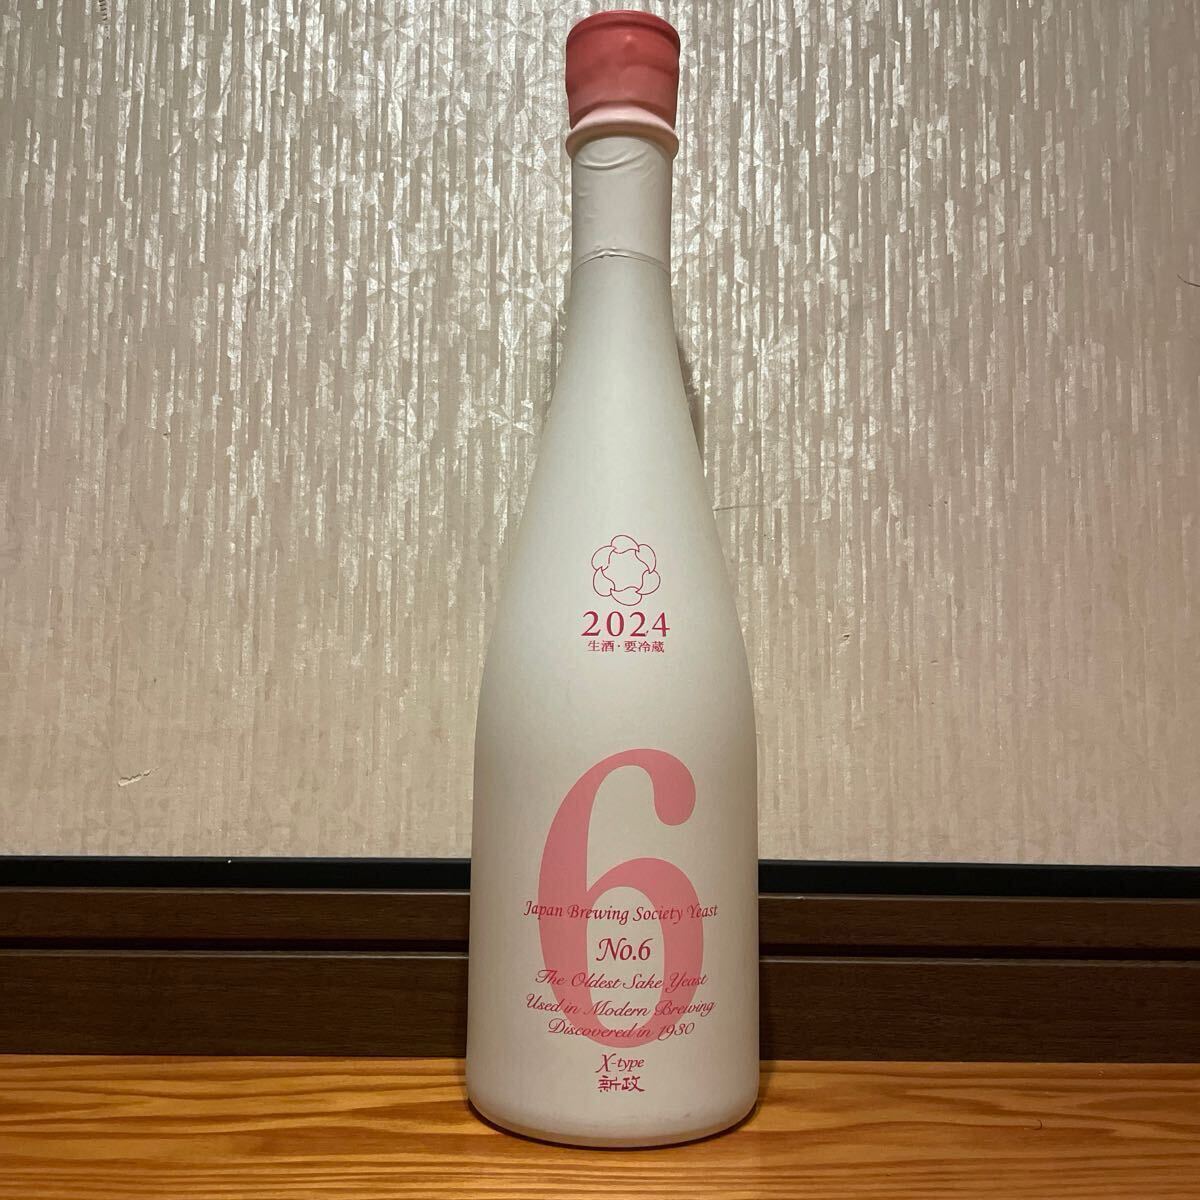 2024
生酒・要冷蔵
6
Japan Brewing Society Yeast
No.6
The Oldest Sake Yeast
Used in Modern Brewing
Discovered in 1930
X-type
新政